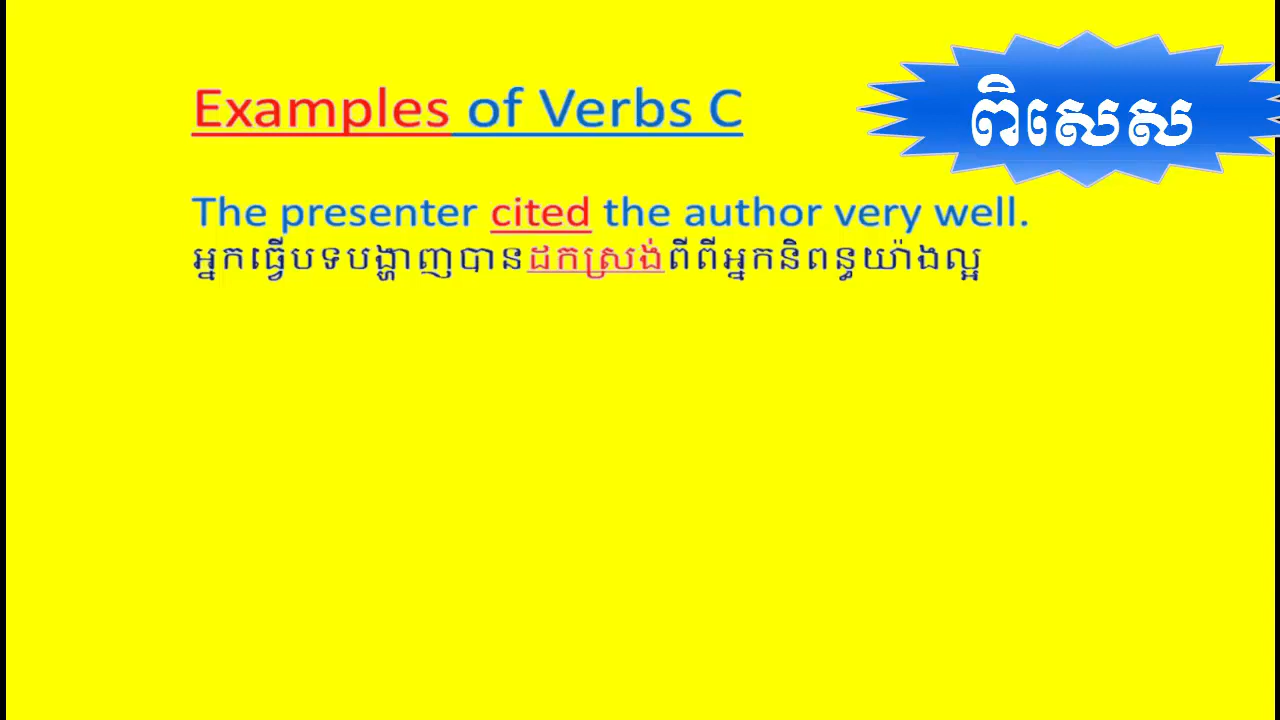 Examples of Verbs C
ពិសេស
The presenter cited the author very well.
អ្នកធ្វើបទបង្ហាញបានដកស្រង់ពីពីអ្នកនិពន្ធយ៉ាងល្អ